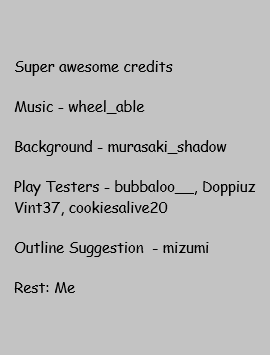 Super awesome credits
Music - wheel_able
Background - murasaki_shadow
Play Testers - bubbaloo__, Doppiuz
Vint37, cookiesalive20
Outline Suggestion  - mizumi
Rest: Me